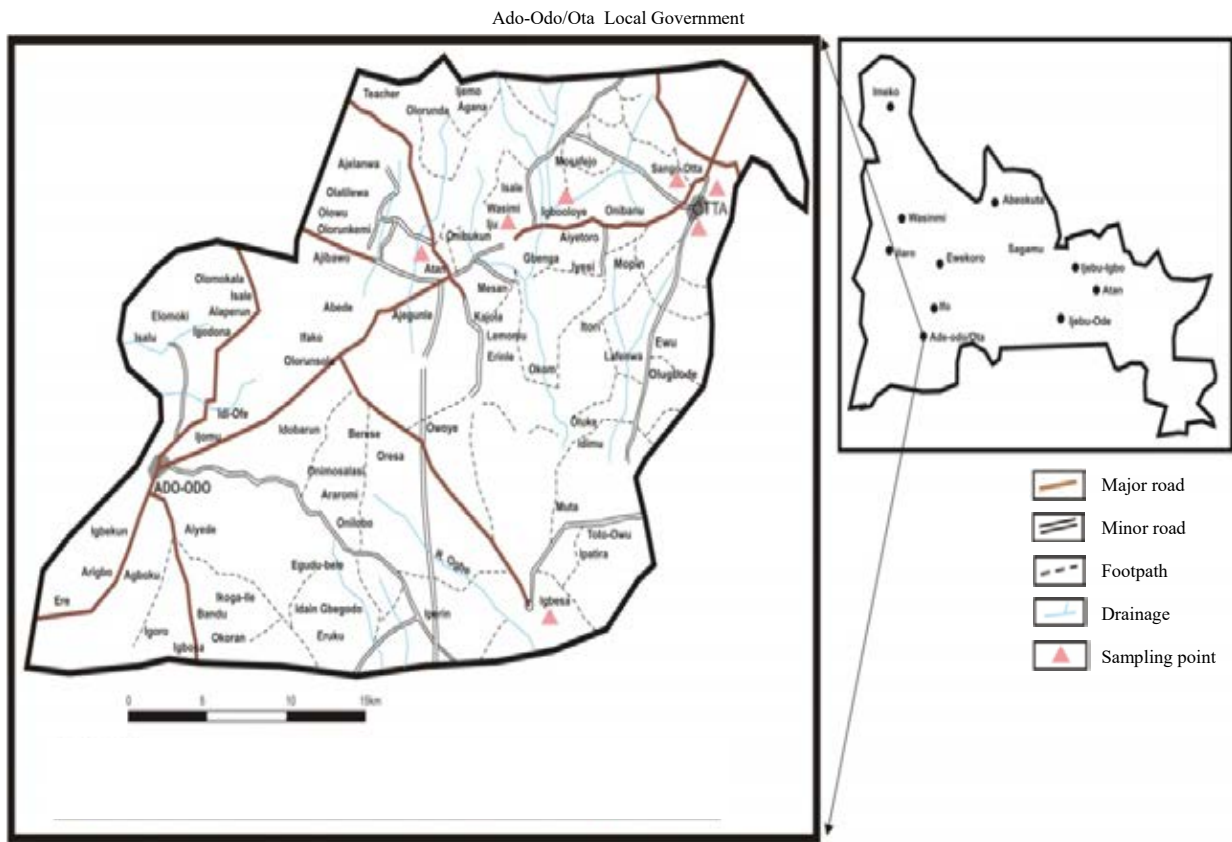 Ado-Odo/Ota Local Government
Teacher
Ijemo
Agana
Olorunda
Mosafejo
Sango-Otta
Ajelanwa
Olalilewa
Olowu
Olorunkemi
Isale
Wasimi
Iju
Igbooloye
Onibanu
OTTA
Onibukun
Aiyetoro
Ajibawo
Atan
Gbenga
Iyesi
Mopin
Olomokala
Isale
Alaperun
Elomoki
Igodona
Isalu
Abede
Ajegunle
Mesan
Kajola
Lemoniu
Erinle
Itori
Ifako
Olorunsola
Okom
Lafenwa
Ewu
Olugbode
Idi-Ofe
Ijomu
Idobarun
Berese
Owoye
Oresa
Otuke
Idimu
ADO-ODO
Onimosalasi
Araromi
Onilobo
Muta
Toto-Owu
Ipatira
Igbekun
Aiyede
Arigbo
Agboku
Egudu-bele
Ere
Ikoga-Ile
Bandu
Idain Gbegodo
Iperin
Igbesa
Igoro
Okoran
Eruku
Igbosa
0 5 10 15km
Imeko
Abeokuta
Wasinmi
Ilaro
Ewekoro
Sagamu
Ijebu-Igbo
Atan
Ifo
Ijebu-Ode
Ade-odo/Ota
Major road
Minor road
Footpath
Drainage
Sampling point